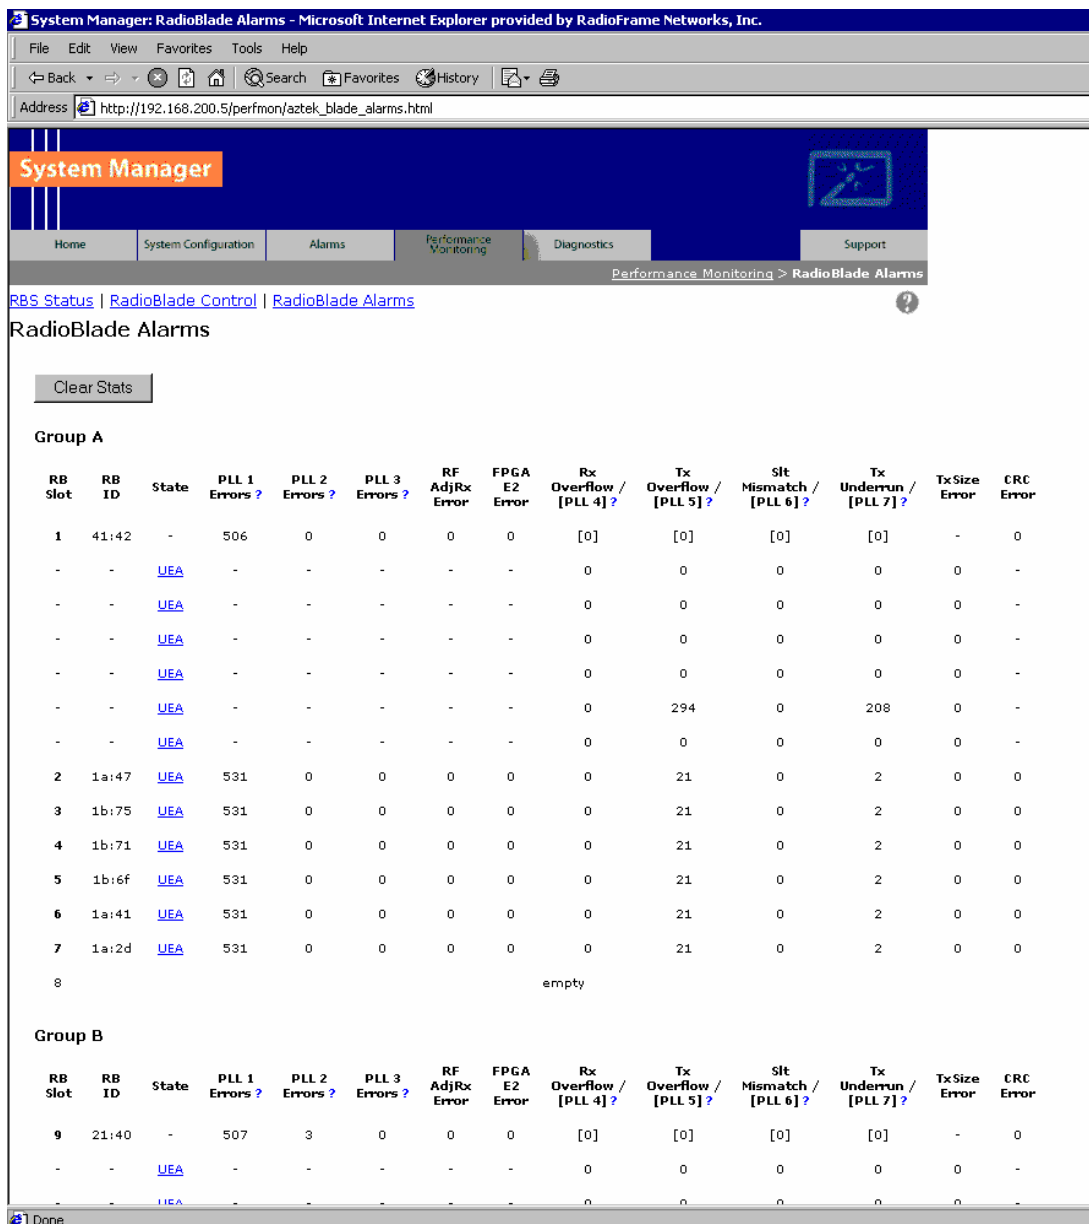 System Manager: RadioBlade Alarms - Microsoft Internet Explorer provided by RadioFrame Networks, Inc.
File Edit View Favorites Tools Help
Back Search Favorites History
Address http://192.168.200.5/perfmon/aztek_blade_alarms.html
System Manager
Home System Configuration Alarms Performance Monitoring Diagnostics Support
Performance Monitoring > RadioBlade Alarms
RBS Status | RadioBlade Control | RadioBlade Alarms ?
RadioBlade Alarms
Clear Stats
Group A
RB Slot RB ID State PLL 1 Errors ? PLL 2 Errors ? PLL 3 Errors ? RF AdjRx Error FPGA E2 Error Rx Overflow / [PLL 4] ? Tx Overflow / [PLL 5] ? Slt Mismatch / [PLL 6] ? Tx Underrun / [PLL 7] ? TxSize Error CRC Error
1 41:42 - 506 0 0 0 0 [0] [0] [0] [0] - 0
- - UEA - - - - - 0 0 0 0 0 -
- - UEA - - - - - 0 0 0 0 0 -
- - UEA - - - - - 0 0 0 0 0 -
- - UEA - - - - - 0 0 0 0 0 -
- - UEA - - - - - 0 294 0 208 0 -
- - UEA - - - - - 0 0 0 0 0 -
2 1a:47 UEA 531 0 0 0 0 0 21 0 2 0 0
3 1b:75 UEA 531 0 0 0 0 0 21 0 2 0 0
4 1b:71 UEA 531 0 0 0 0 0 21 0 2 0 0
5 1b:6f UEA 531 0 0 0 0 0 21 0 2 0 0
6 1a:41 UEA 531 0 0 0 0 0 21 0 2 0 0
7 1a:2d UEA 531 0 0 0 0 0 21 0 2 0 0
8 empty
Group B
RB Slot RB ID State PLL 1 Errors ? PLL 2 Errors ? PLL 3 Errors ? RF AdjRx Error FPGA E2 Error Rx Overflow / [PLL 4] ? Tx Overflow / [PLL 5] ? Slt Mismatch / [PLL 6] ? Tx Underrun / [PLL 7] ? TxSize Error CRC Error
9 21:40 - 507 3 0 0 0 [0] [0] [0] [0] - 0
- - UEA - - - - - 0 0 0 0 0 -
- - UEA - - - - - 0 0 0 0 0 -
Done